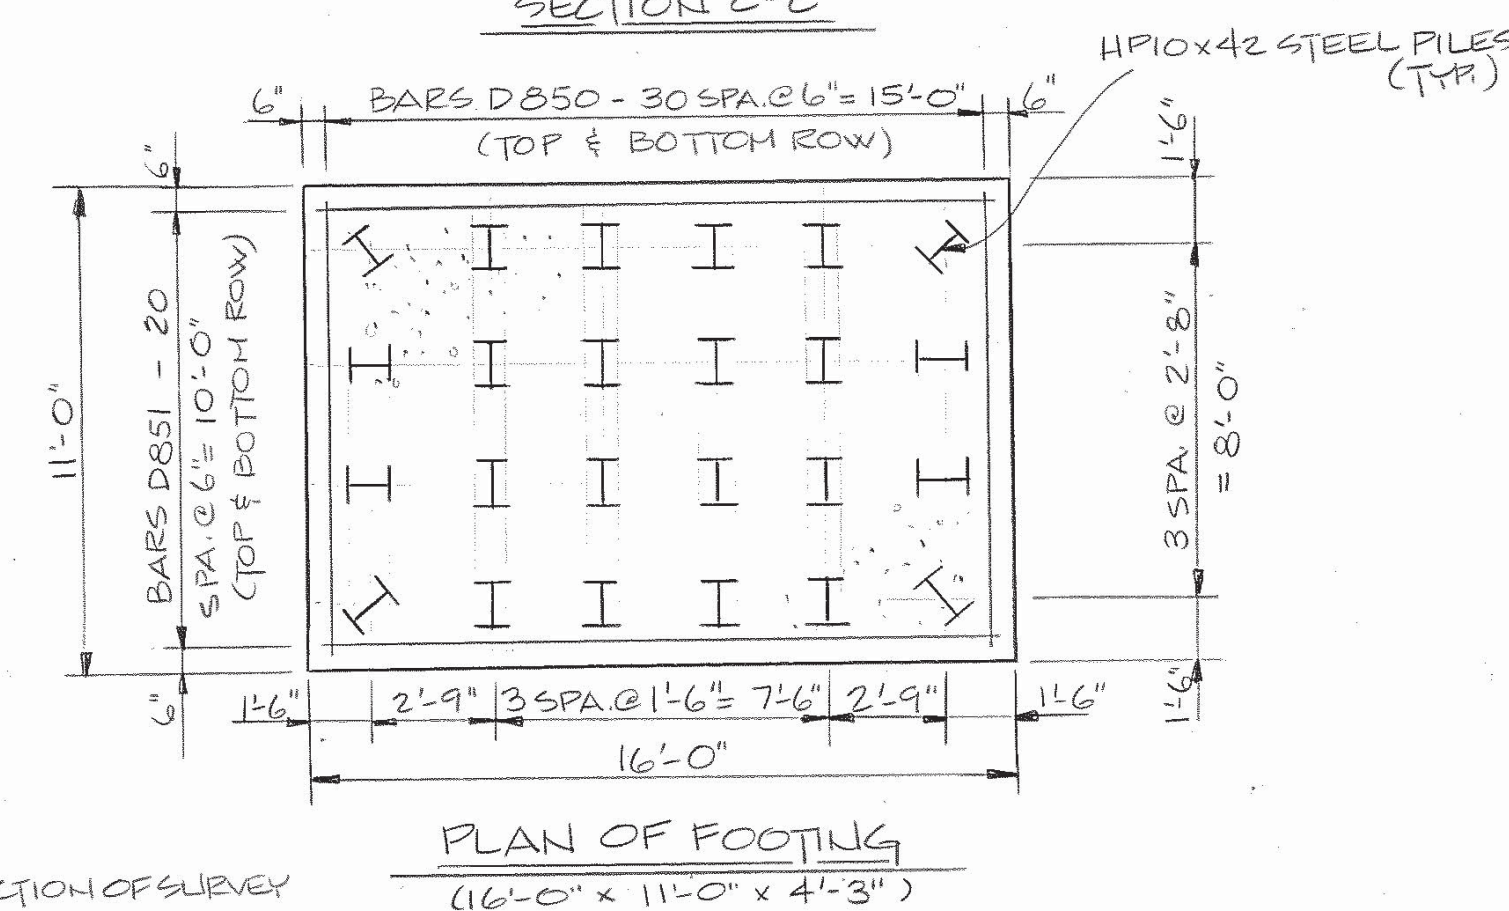 SECTION C-C
HP10x42 STEEL PILES
(TYP.)
6" BARS D850 - 30 SPA. @ 6" = 15'-0" 6"
(TOP & BOTTOM ROW)
1'-6"
6"
11'-0"
BARS D851 - 20
SPA. @ 6" = 10'-0"
(TOP & BOTTOM ROW)
3 SPA. @ 2'-8"
= 8'-0"
6"
1'-6"
1'-6" 2'-9" 3 SPA. @ 1'-6" = 7'-6" 2'-9" 1'-6"
16'-0"
PLAN OF FOOTING
(16'-0" x 11'-0" x 4'-3")
CTION OF SURVEY